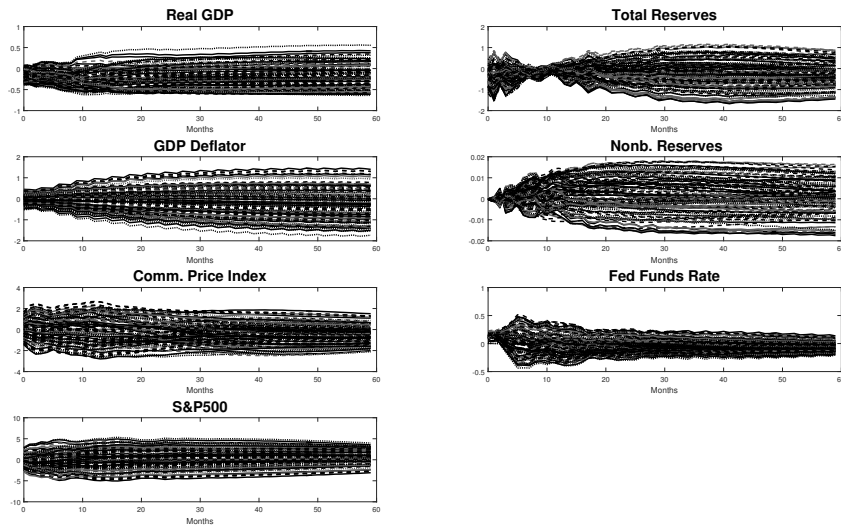 Real GDP
1
0.5
0
-0.5
-1
0 10 20 30 40 50 60
Months
GDP Deflator
2
1
0
-1
-2
0 10 20 30 40 50 60
Months
Comm. Price Index
4
2
0
-2
-4
0 10 20 30 40 50 60
Months
S&P500
10
5
0
-5
-10
0 10 20 30 40 50 60
Months
Total Reserves
2
1
0
-1
-2
0 10 20 30 40 50 60
Months
Nonb. Reserves
0.02
0.01
0
-0.01
-0.02
0 10 20 30 40 50 60
Months
Fed Funds Rate
1
0.5
0
-0.5
0 10 20 30 40 50 60
Months